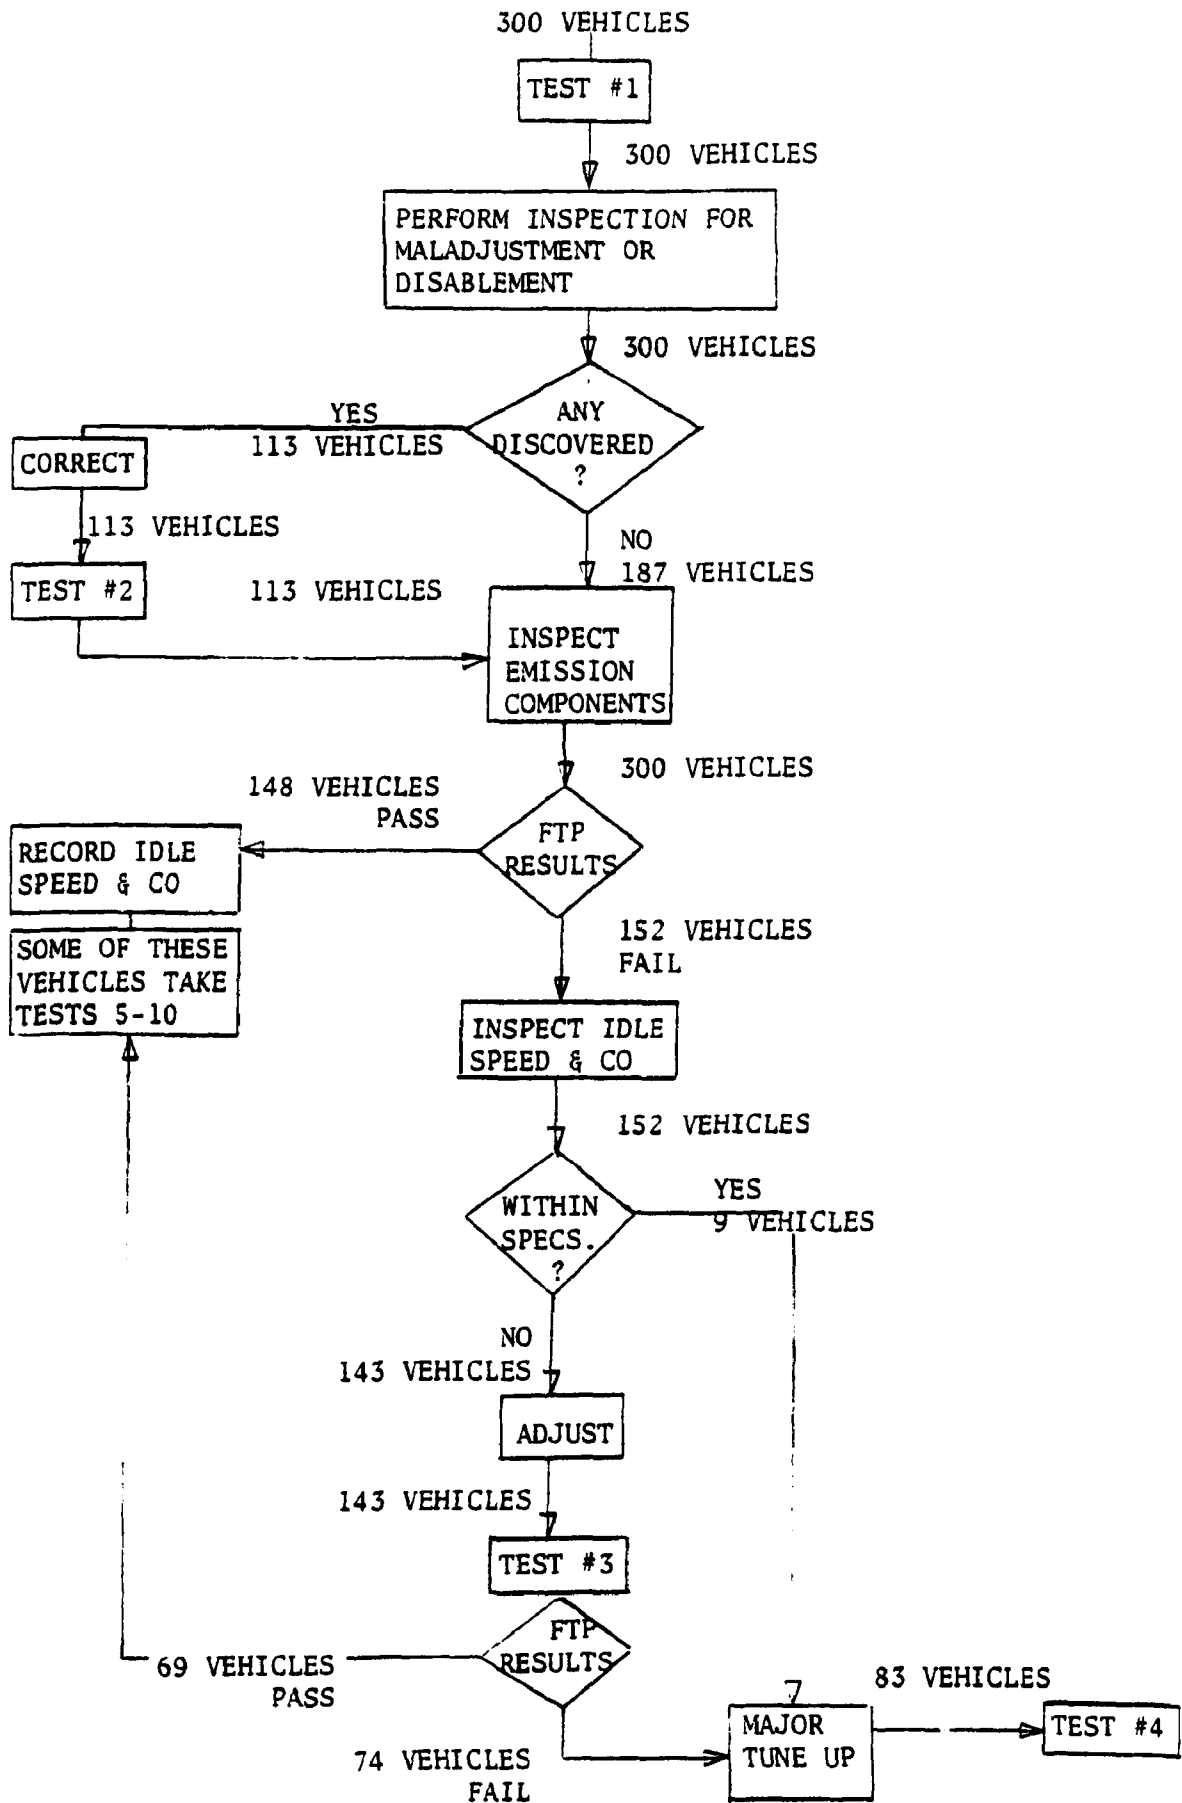 300 VEHICLES
TEST #1
300 VEHICLES
PERFORM INSPECTION FOR
MALADJUSTMENT OR
DISABLEMENT
300 VEHICLES
ANY
DISCOVERED
?
YES
113 VEHICLES
CORRECT
113 VEHICLES
NO
187 VEHICLES
TEST #2
113 VEHICLES
INSPECT
EMISSION
COMPONENTS
300 VEHICLES
148 VEHICLES
PASS
FTP
RESULTS
RECORD IDLE
SPEED & CO
SOME OF THESE
VEHICLES TAKE
TESTS 5-10
152 VEHICLES
FAIL
INSPECT IDLE
SPEED & CO
152 VEHICLES
WITHIN
SPECS.
?
YES
9 VEHICLES
NO
143 VEHICLES
ADJUST
143 VEHICLES
TEST #3
FTP
RESULTS
69 VEHICLES
PASS
74 VEHICLES
FAIL
MAJOR
TUNE UP
83 VEHICLES
TEST #4